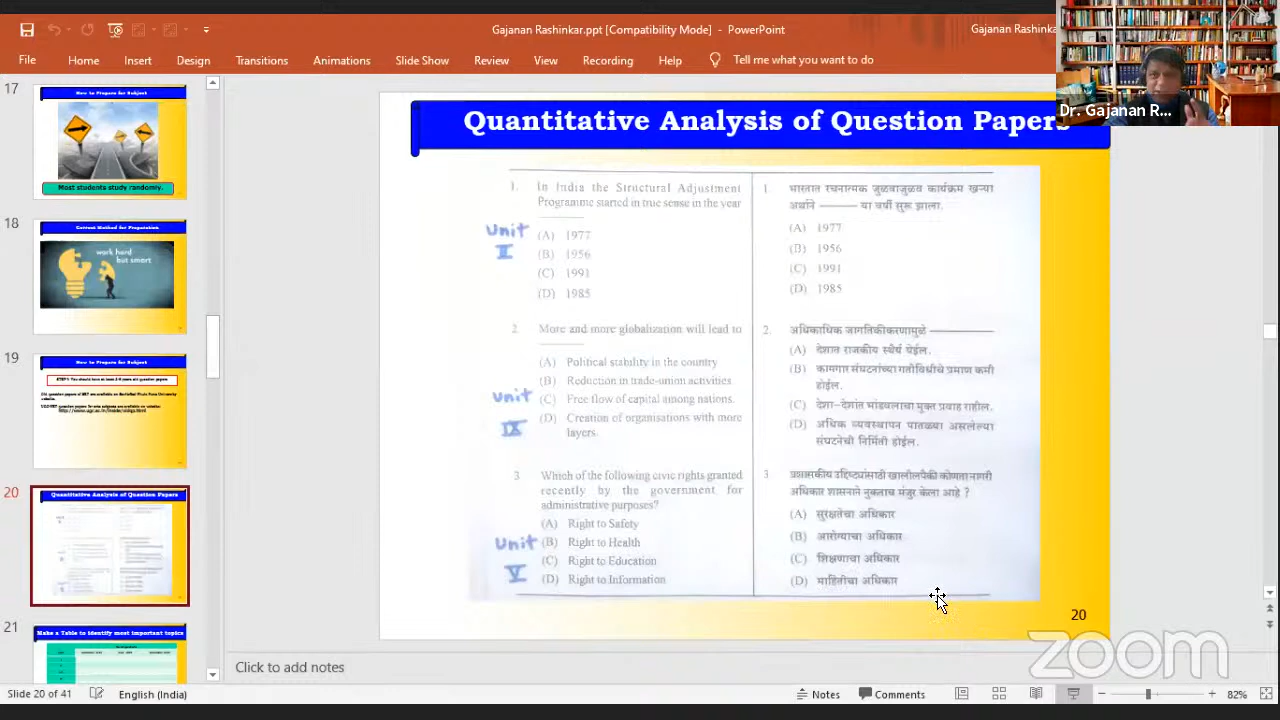 Gajanan Rashinkar.ppt [Compatibility Mode] - PowerPoint
Gajanan Rashinkar
File Home Insert Design Transitions Animations Slide Show Review View Recording Help Tell me what you want to do
Dr. Gajanan R...
17
How to Prepare for Subject
Most students study randomly.
18
Correct Method for Preparation
work hard
but smart
19
How to Prepare for Subject
20
Quantitative Analysis of Question Papers
21
Make a Table to identify most important topics
Quantitative Analysis of Question Papers
1. In India the Structural Adjustment
Programme started in true sense in the year
Unit
II
(A) 1977
(B) 1956
(C) 1991
(D) 1985
2. More and more globalization will lead to
(A) Political stability in the country
(B) Reduction in trade-union activities
Unit
IX
(C) Free flow of capital among nations.
(D) Creation of organisations with more
layers.
3 Which of the following civic rights granted
recently by the government for
administrative purposes?
(A) Right to Safety
Unit
V
(B) Right to Health
(C) Right to Education
(D) Right to Information
1. भारतात रचनात्मक जुळवाजुळव कार्यक्रम खऱ्या
अर्थाने ——— या वर्षी सुरू झाला.
(A) 1977
(B) 1956
(C) 1991
(D) 1985
2. अधिकाधिक जागतिकीकरणामुळे ———
(A) देशात राजकीय स्थैर्य येईल.
(B) कामगार संघटनांच्या गतीविधींचे प्रमाण कमी
होईल.
(C) देशा-देशांत भांडवलाचा मुक्त प्रवाह राहील.
(D) अधिक व्यवस्थापन पातळ्या असलेल्या
संघटनेची निर्मिती होईल.
3 प्रशासकीय उद्दिष्ट्यांसाठी खालीलपैकी कोणता नागरी
अधिकार शासनाने नुकताच मंजुर केला आहे ?
(A) सुरक्षतेचा अधिकार
(B) आरोग्याचा अधिकार
(C) शिक्षणाचा अधिकार
(D) माहितीचा अधिकार
20
zoom
Click to add notes
Slide 20 of 41 English (India) Notes Comments 82%